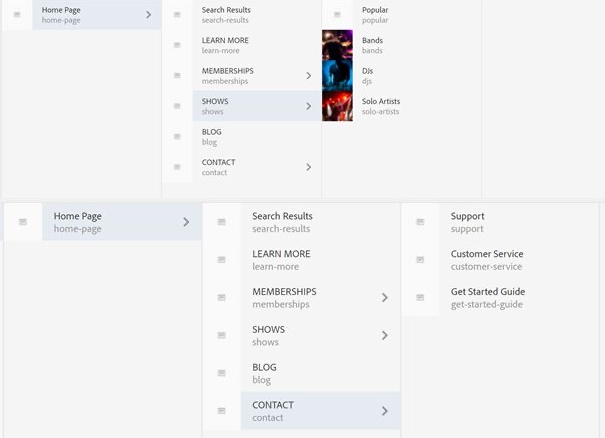 Home Page
home-page
Search Results
search-results
LEARN MORE
learn-more
MEMBERSHIPS
memberships
SHOWS
shows
BLOG
blog
CONTACT
contact
Popular
popular
Bands
bands
DJs
djs
Solo Artists
solo-artists
Home Page
home-page
Search Results
search-results
LEARN MORE
learn-more
MEMBERSHIPS
memberships
SHOWS
shows
BLOG
blog
CONTACT
contact
Support
support
Customer Service
customer-service
Get Started Guide
get-started-guide